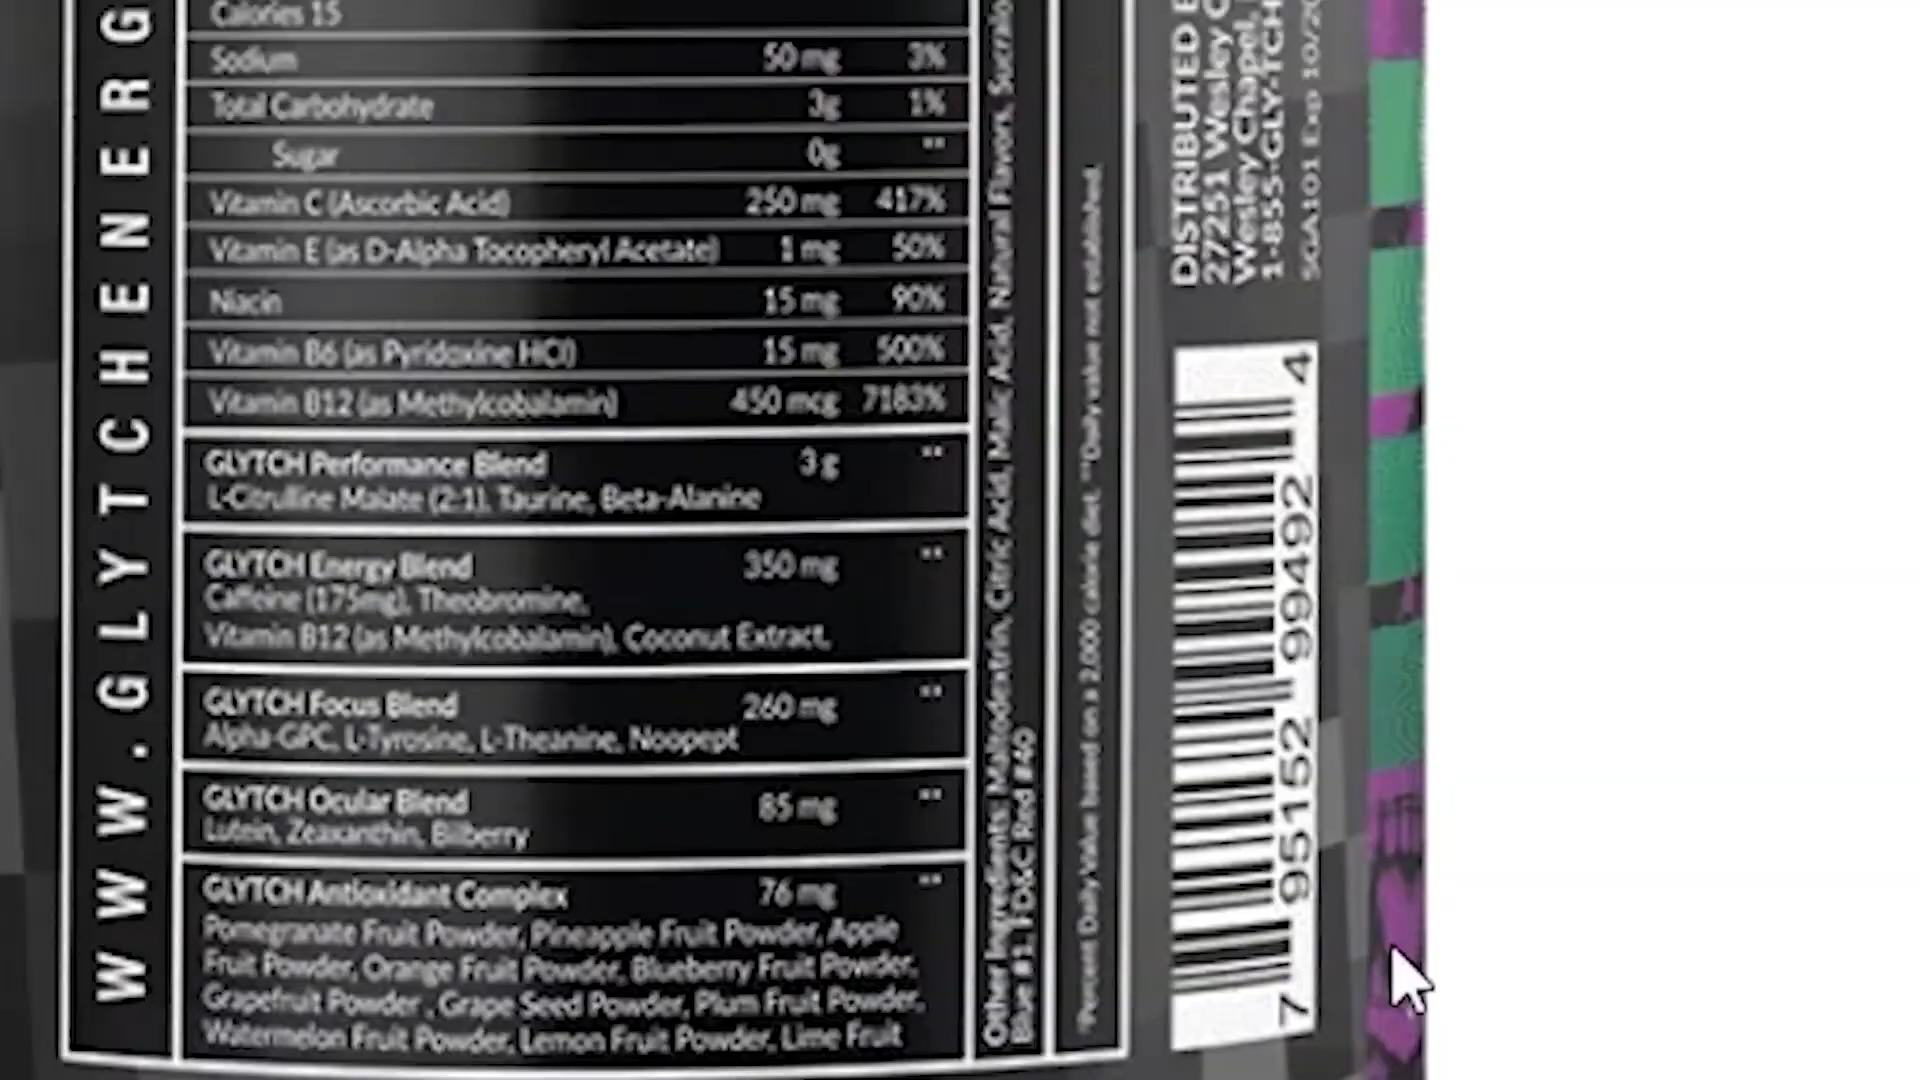 WWW.GLYTCHENERG
Calories 15
Sodium 50 mg 3%
Total Carbohydrate 3g 1%
Sugar 0g **
Vitamin C (Ascorbic Acid) 250 mg 417%
Vitamin E (as D-Alpha Tocopheryl Acetate) 1 mg 50%
Niacin 15 mg 90%
Vitamin B6 (as Pyridoxine HCl) 15 mg 500%
Vitamin B12 (as Methylcobalamin) 450 mcg 7183%
GLYTCH Performance Blend 3 g **
L-Citrulline Malate (2:1), Taurine, Beta-Alanine
GLYTCH Energy Blend 350 mg **
Caffeine (175mg), Theobromine,
Vitamin B12 (as Methylcobalamin), Coconut Extract,
GLYTCH Focus Blend 260 mg **
Alpha-GPC, L-Tyrosine, L-Theanine, Noopept
GLYTCH Ocular Blend 85 mg **
Lutein, Zeaxanthin, Bilberry
GLYTCH Antioxidant Complex 76 mg **
Pomegranate Fruit Powder, Pineapple Fruit Powder, Apple
Fruit Powder, Orange Fruit Powder, Blueberry Fruit Powder,
Grapefruit Powder , Grape Seed Powder, Plum Fruit Powder,
Watermelon Fruit Powder, Lemon Fruit Powder, Lime Fruit
Other Ingredients: Maltodextrin, Citric Acid, Malic Acid, Natural Flavors, Sucralo
Blue #1, FD&C Red #40
*Percent Daily Value based on a 2,000 calorie diet. **Daily value not established.
DISTRIBUTED B
27251 Wesley C
Wesley Chapel,
1-855-GLY-TCH
SGA101 Exp 10/20
7 95152 99492 4